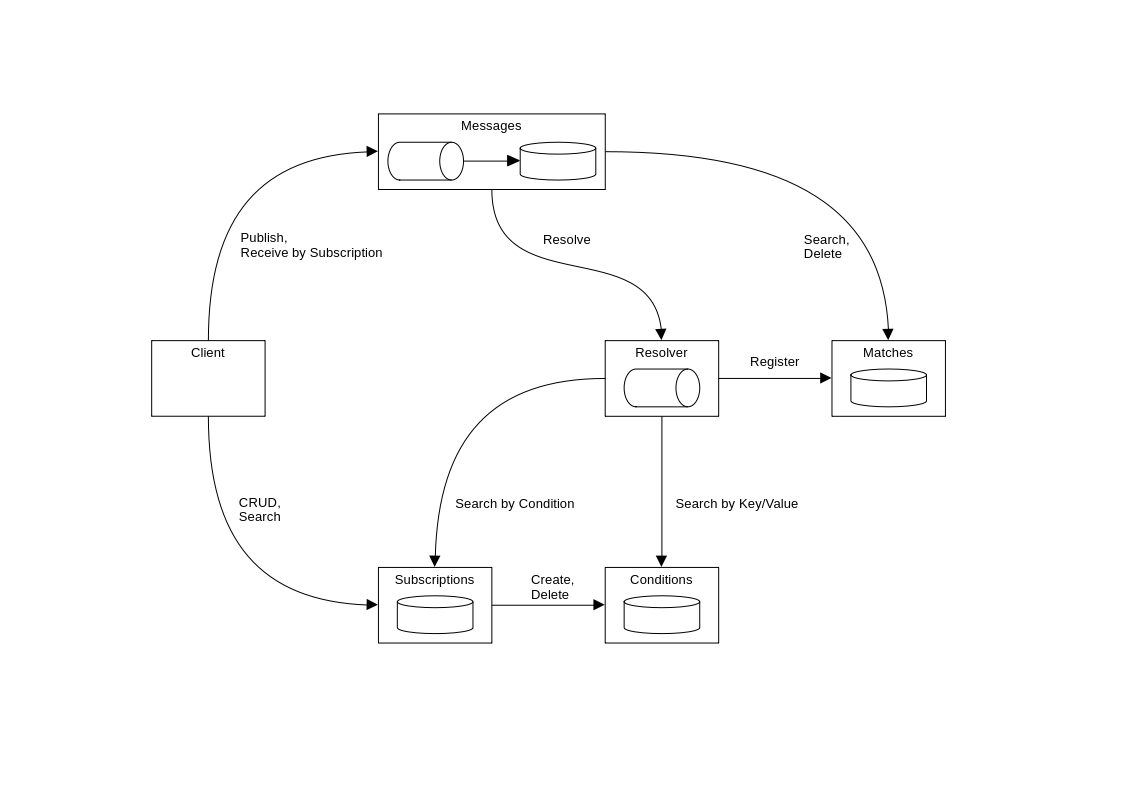 Messages
Publish,
Receive by Subscription
Resolve
Search,
Delete
Client
Resolver
Register
Matches
CRUD,
Search
Search by Condition
Search by Key/Value
Subscriptions
Create,
Delete
Conditions